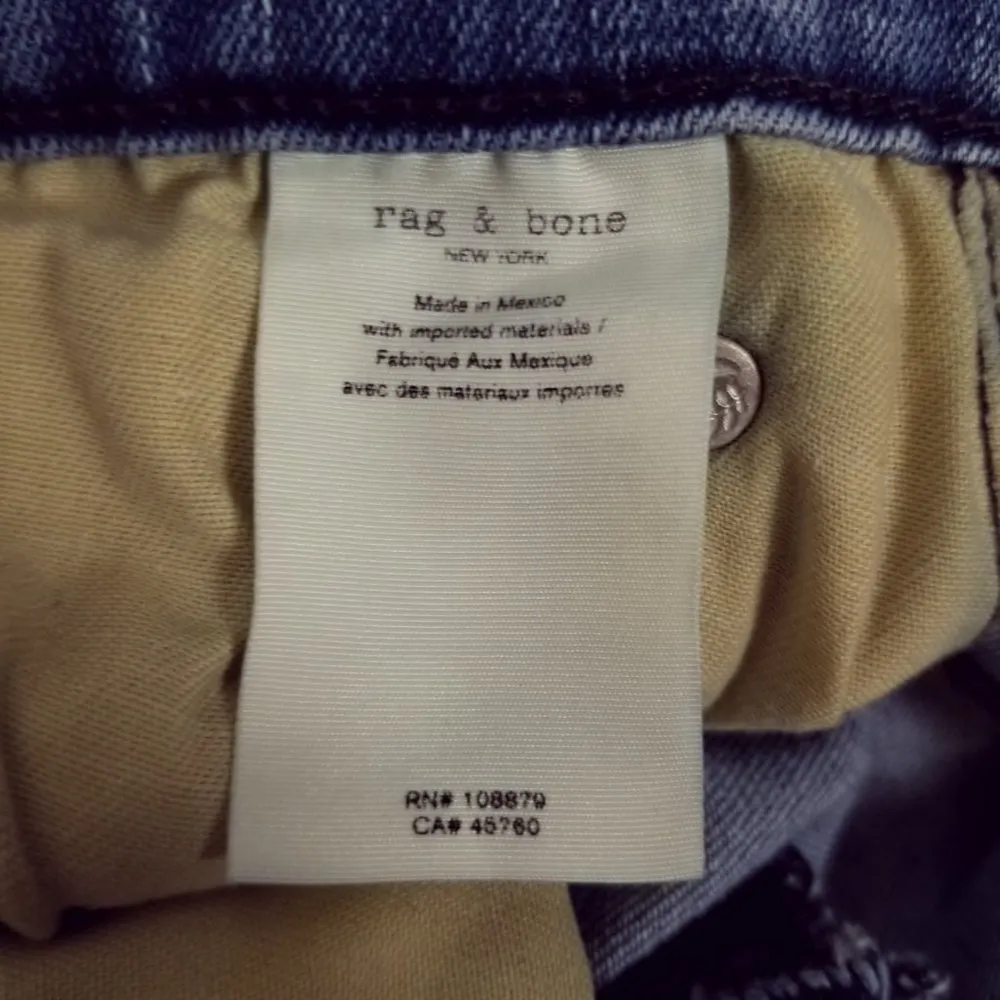 rag & bone
NEW YORK
Made in Mexico
with imported materials /
Fabriqué Aux Mexique
avec des materiaux importes
RN# 108879
CA# 45760